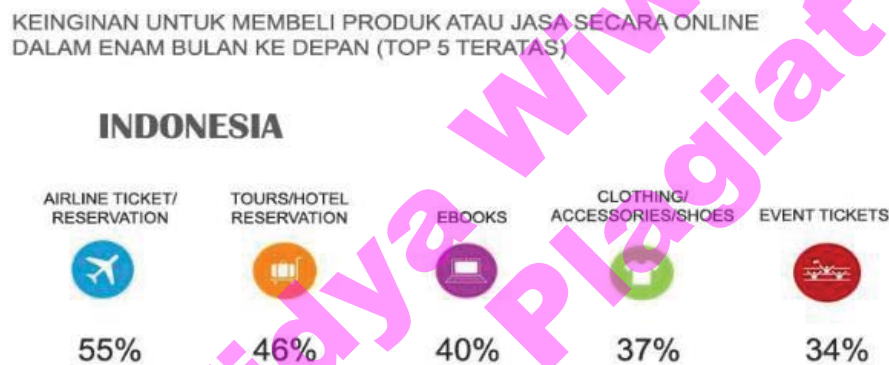 KEINGINAN UNTUK MEMBELI PRODUK ATAU JASA SECARA ONLINE
DALAM ENAM BULAN KE DEPAN (TOP 5 TERATAS)
INDONESIA
AIRLINE TICKET/
RESERVATION
TOURS/HOTEL
RESERVATION
EBOOKS
CLOTHING/
ACCESSORIES/SHOES
EVENT TICKETS
55%
46%
40%
37%
34%
Plagiat